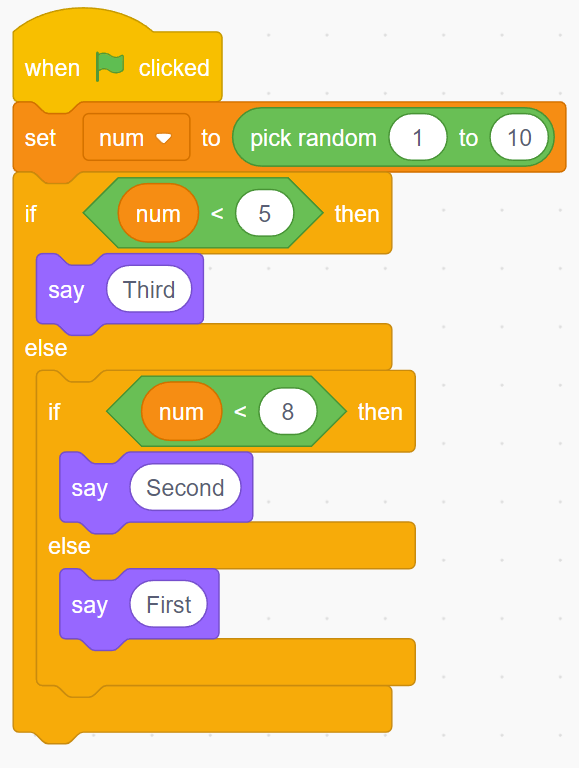 when clicked
set num to pick random 1 to 10
if num < 5 then
say Third
else
if num < 8 then
say Second
else
say First